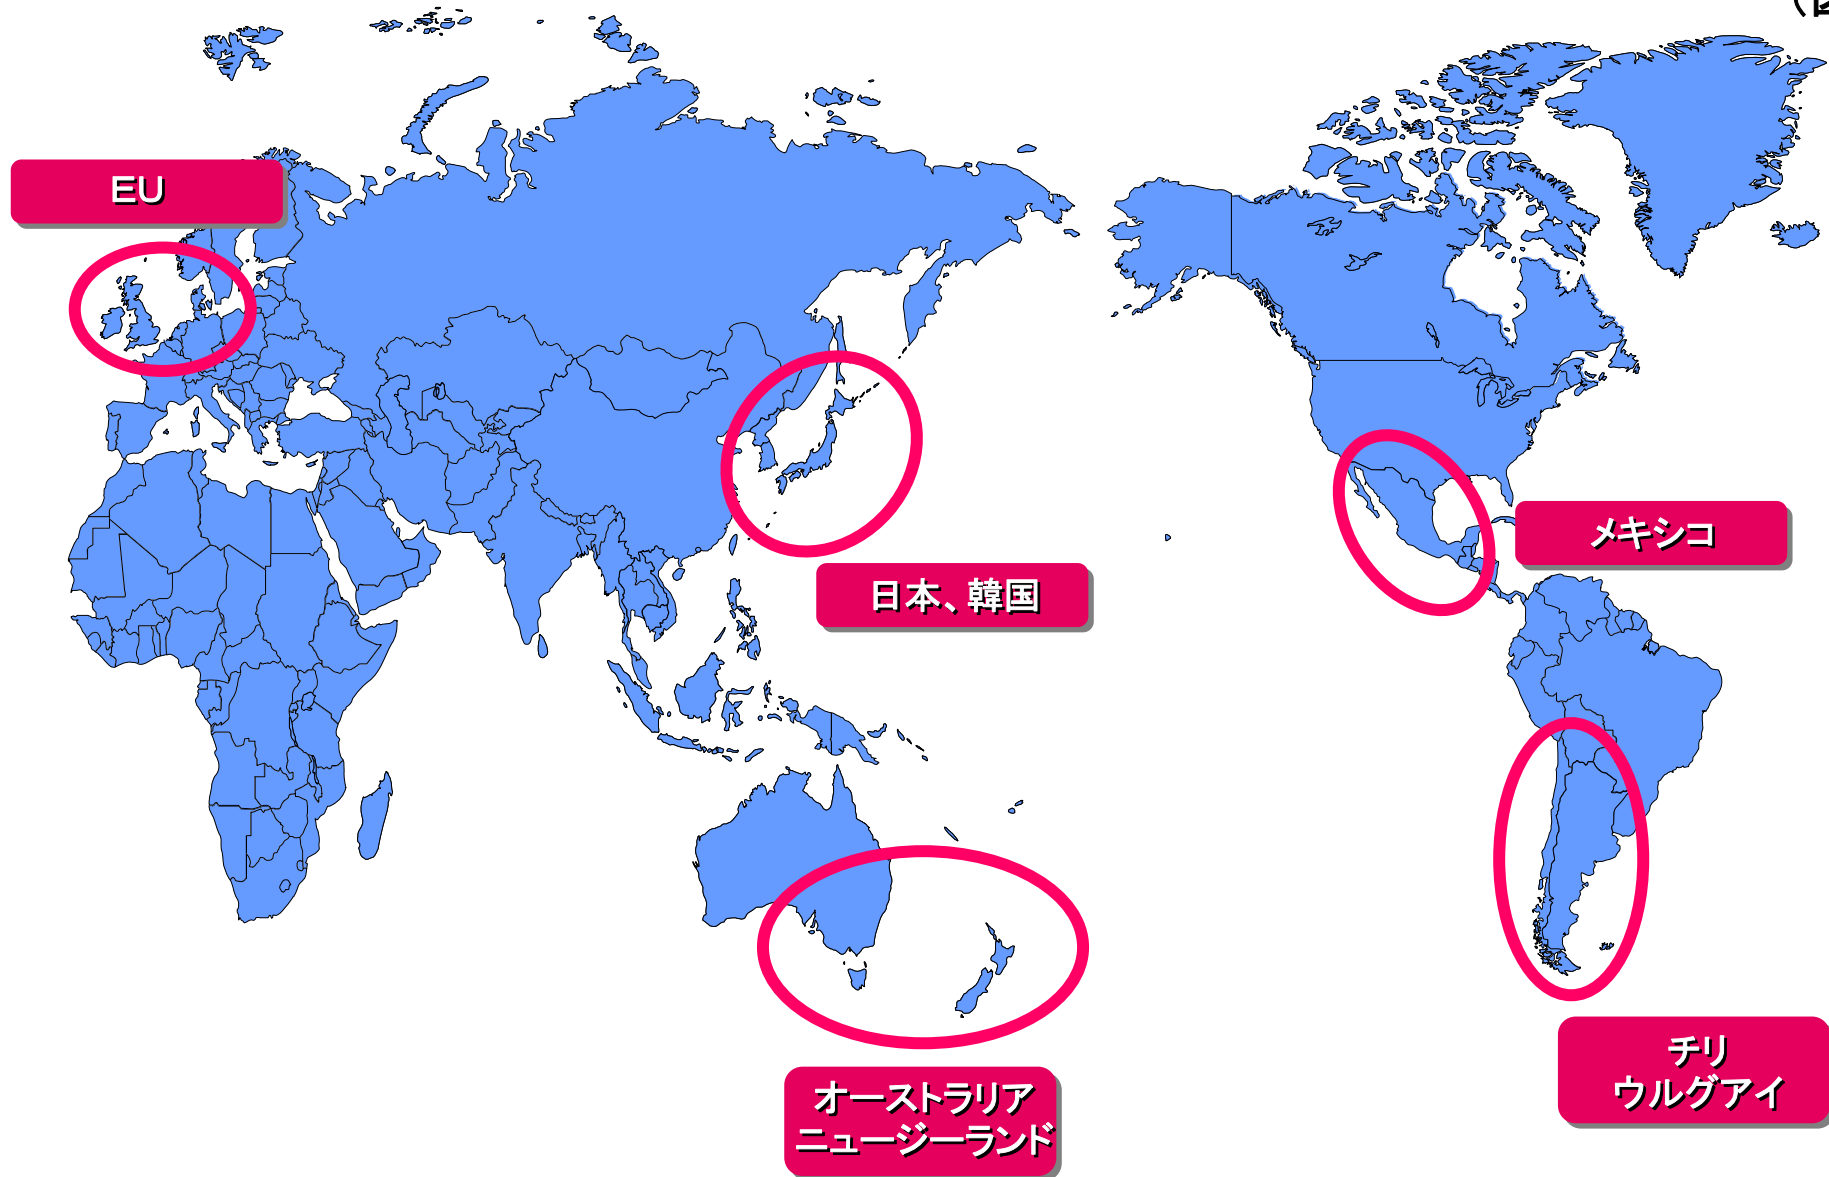 EU
メキシコ
日本、韓国
チリ
ウルグアイ
オーストラリア
ニュージーランド